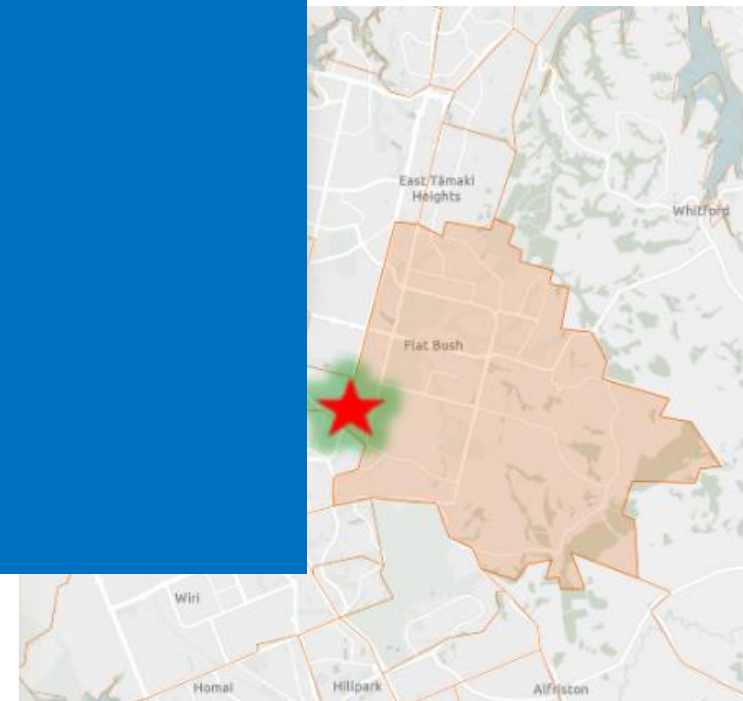 East Tāmaki
Heights
Whitford
Flat Bush
Wiri
Homai
Hillpark
Alfriston